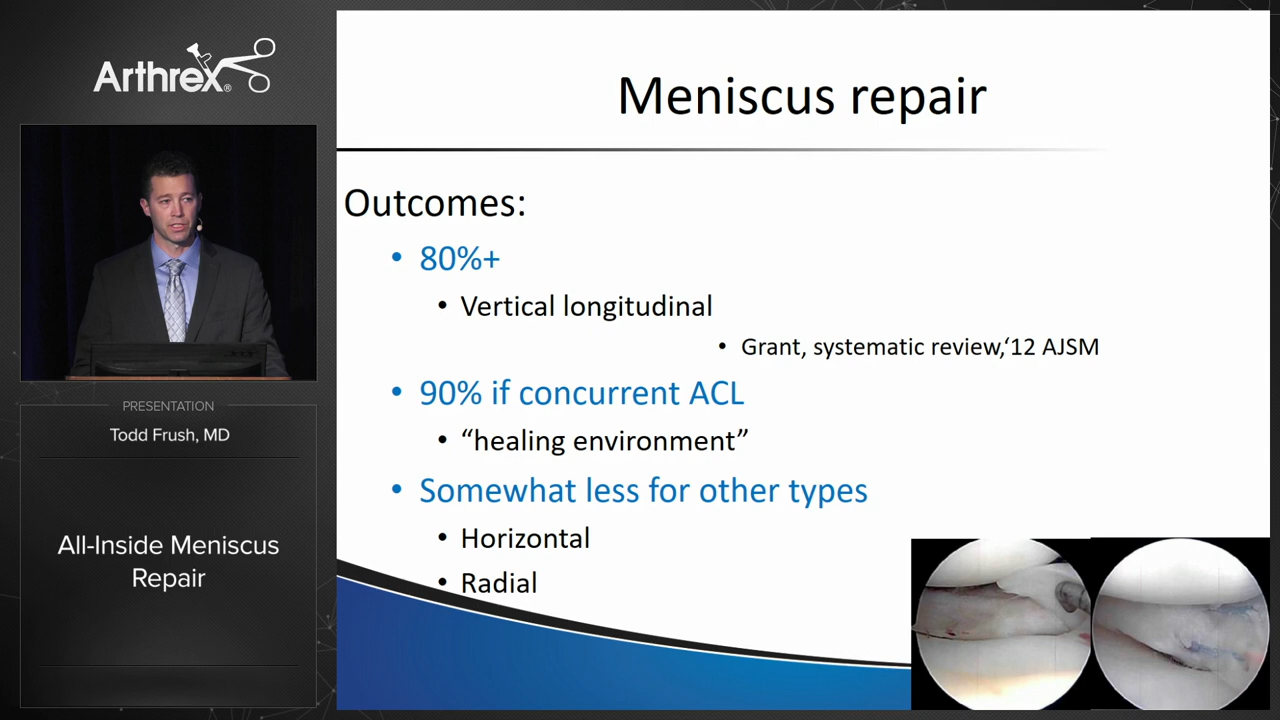 Arthrex®
PRESENTATION
Todd Frush, MD
All-Inside Meniscus
Repair
Meniscus repair
Outcomes:
• 80%+
• Vertical longitudinal
• Grant, systematic review,‘12 AJSM
• 90% if concurrent ACL
• “healing environment”
• Somewhat less for other types
• Horizontal
• Radial